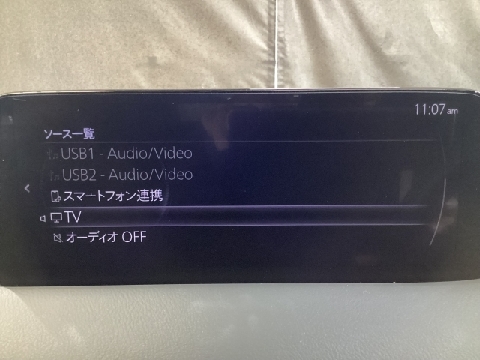 11:07 am
ソース一覧
USB1 - Audio/Video
USB2 - Audio/Video
スマートフォン連携
TV
オーディオ OFF